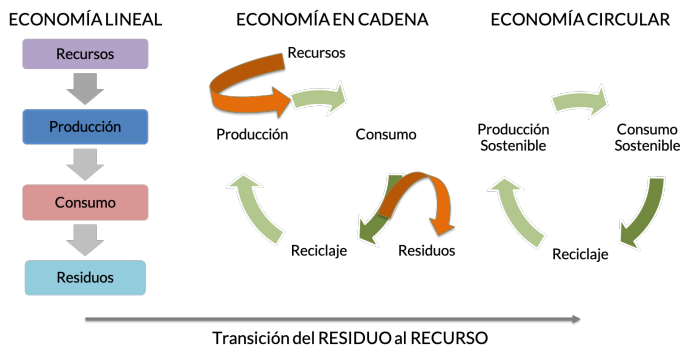 ECONOMÍA LINEAL
Recursos
Producción
Consumo
Residuos
ECONOMÍA EN CADENA
Recursos
Producción
Consumo
Reciclaje
Residuos
ECONOMÍA CIRCULAR
Producción
Sostenible
Consumo
Sostenible
Reciclaje
Transición del RESIDUO al RECURSO